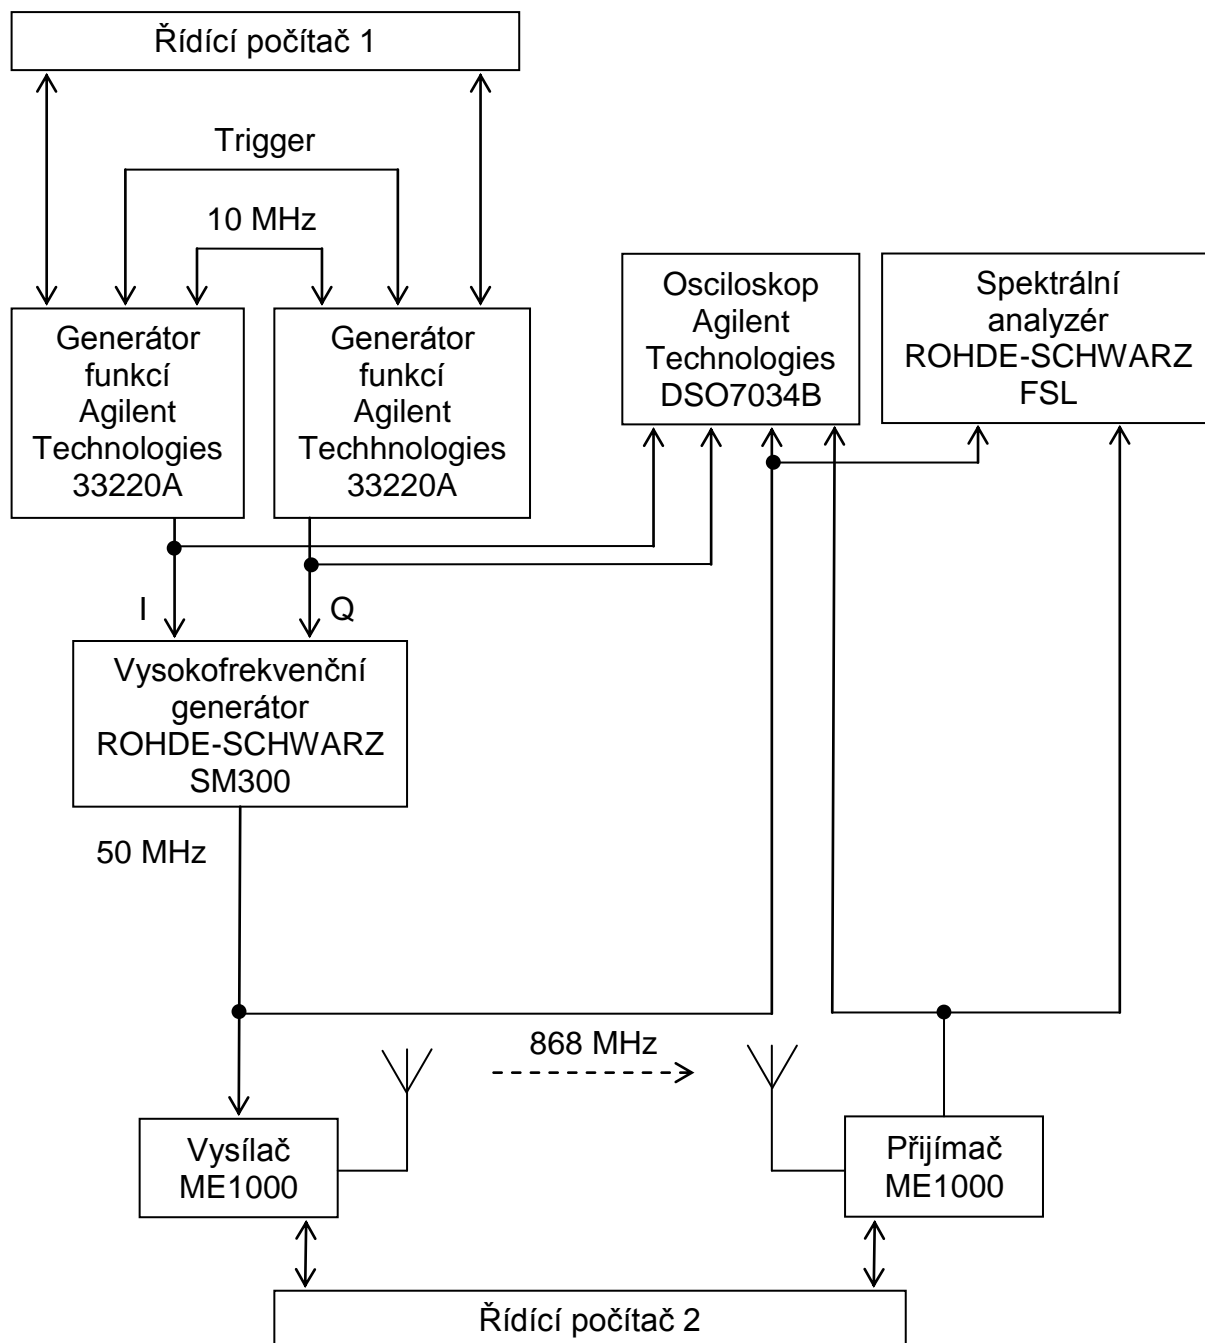 Řídící počítač 1
Trigger
10 MHz
Generátor
funkcí
Agilent
Technologies
33220A
Generátor
funkcí
Agilent
Techhnologies
33220A
Osciloskop
Agilent
Technologies
DSO7034B
Spektrální
analyzér
ROHDE-SCHWARZ
FSL
I
Q
Vysokofrekvenční
generátor
ROHDE-SCHWARZ
SM300
50 MHz
868 MHz
Vysílač
ME1000
Přijímač
ME1000
Řídící počítač 2